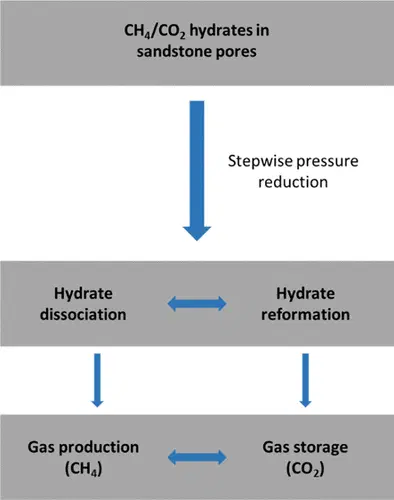 CH₄/CO₂ hydrates in
sandstone pores
Stepwise pressure
reduction
Hydrate
dissociation
Hydrate
reformation
Gas production
(CH₄)
Gas storage
(CO₂)